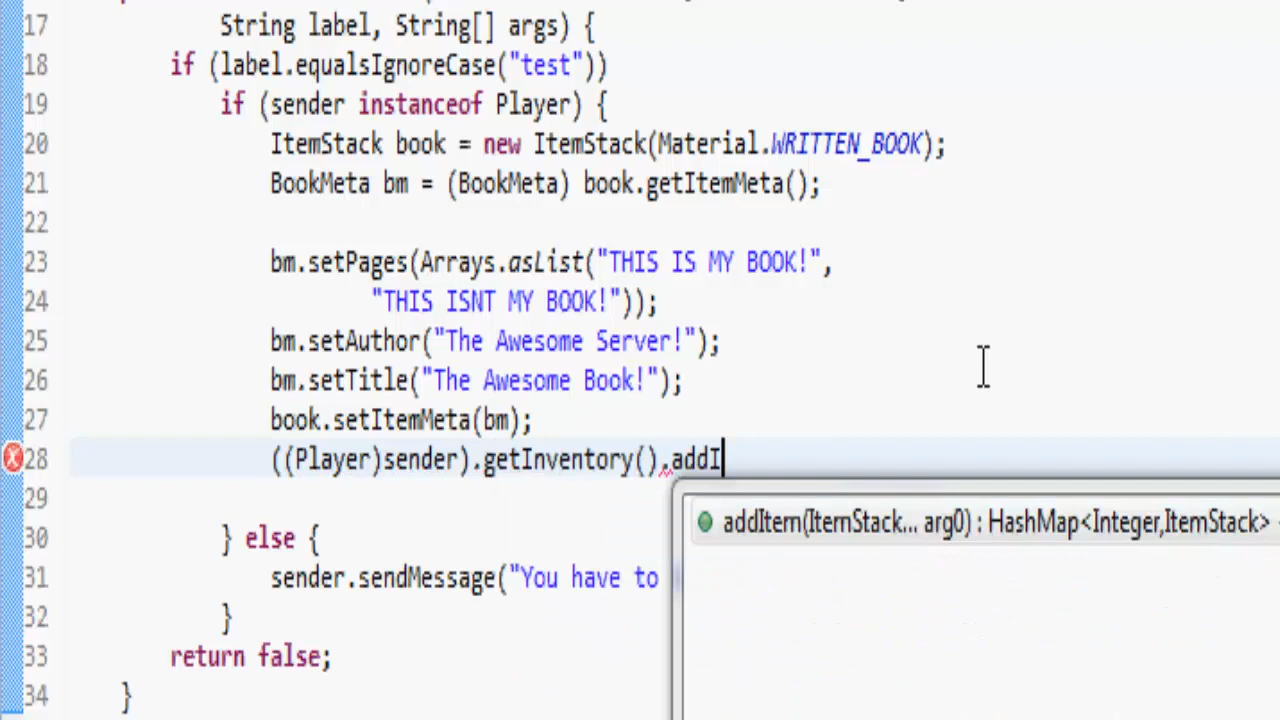 17 String label, String[] args) {
18 if (label.equalsIgnoreCase("test"))
19 if (sender instanceof Player) {
20 ItemStack book = new ItemStack(Material.WRITTEN_BOOK);
21 BookMeta bm = (BookMeta) book.getItemMeta();
22
23 bm.setPages(Arrays.asList("THIS IS MY BOOK!",
24 "THIS ISNT MY BOOK!"));
25 bm.setAuthor("The Awesome Server!");
26 bm.setTitle("The Awesome Book!");
27 book.setItemMeta(bm);
28 ((Player)sender).getInventory().addI
addItem(ItemStack... arg0) : HashMap<Integer,ItemStack>
29
30 } else {
31 sender.sendMessage("You have to
32 }
33 return false;
34 }